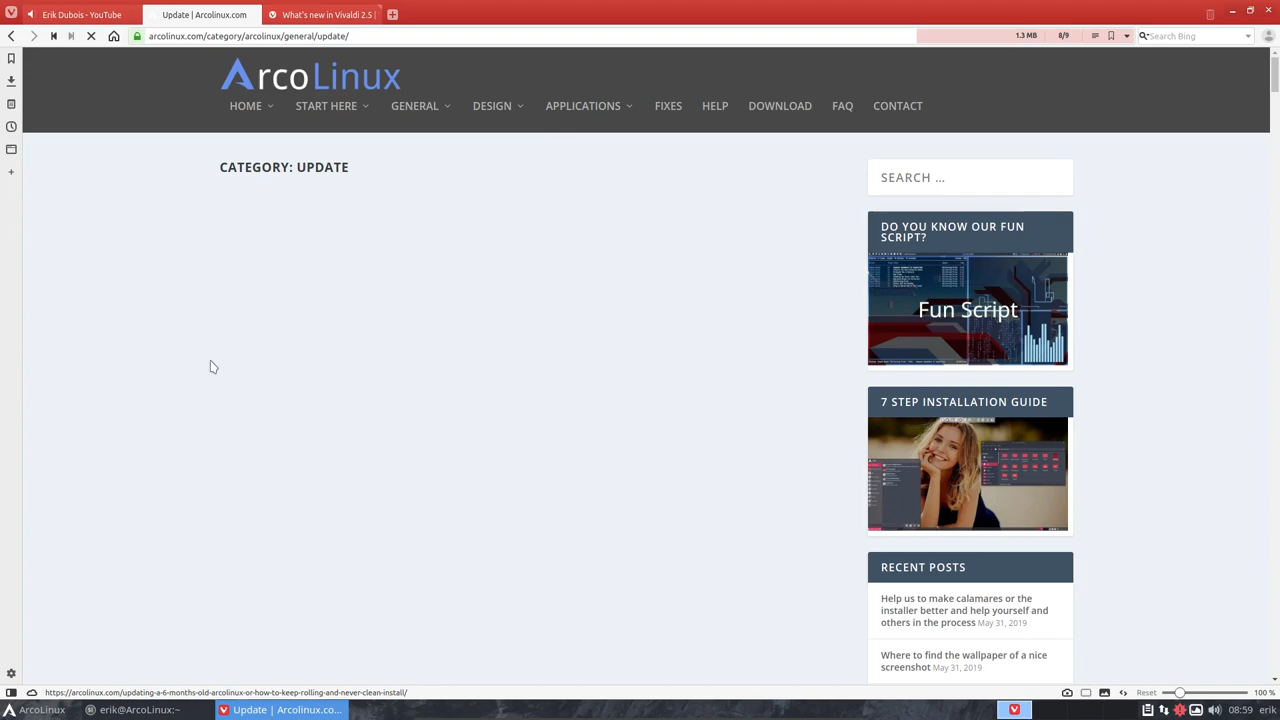 Erik Dubois - YouTube
Update | Arcolinux.com
What's new in Vivaldi 2.5 |
arcolinux.com/category/arcolinux/general/update/
1.3 MB
8/9
Search Bing
ArcoLinux
HOME
START HERE
GENERAL
DESIGN
APPLICATIONS
FIXES
HELP
DOWNLOAD
FAQ
CONTACT
CATEGORY: UPDATE
SEARCH …
DO YOU KNOW OUR FUN
SCRIPT?
Fun Script
7 STEP INSTALLATION GUIDE
RECENT POSTS
Help us to make calamares or the
installer better and help yourself and
others in the process May 31, 2019
Where to find the wallpaper of a nice
screenshot May 31, 2019
https://arcolinux.com/updating-a-6-months-old-arcolinux-or-how-to-keep-rolling-and-never-clean-install/
Reset
100 %
ArcoLinux
erik@ArcoLinux:~
Update | Arcolinux.co...
08:59
erik